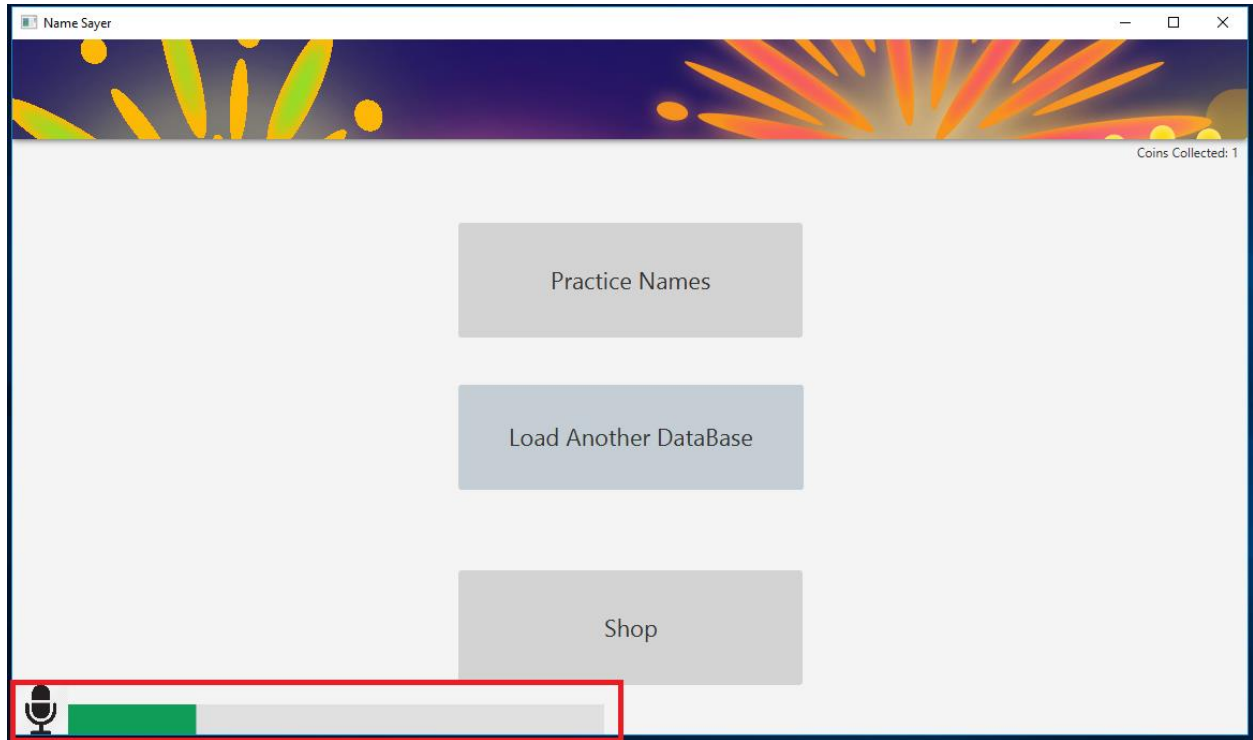 Name Sayer
Coins Collected: 1
Practice Names
Load Another DataBase
Shop